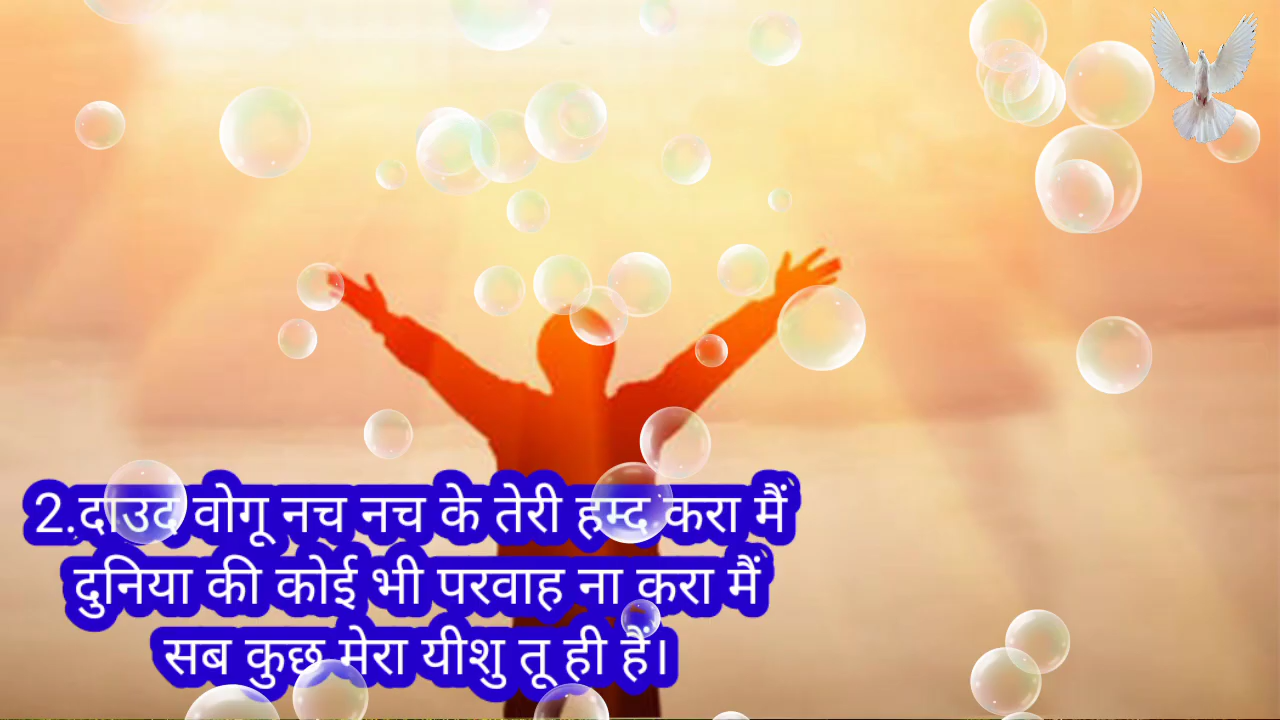 2.दाउद वोगू नच नच के तेरी हम्द करा मैं
दुनिया की कोई भी परवाह ना करा मैं
सब कुछ मेरा यीशु तू ही हैं।